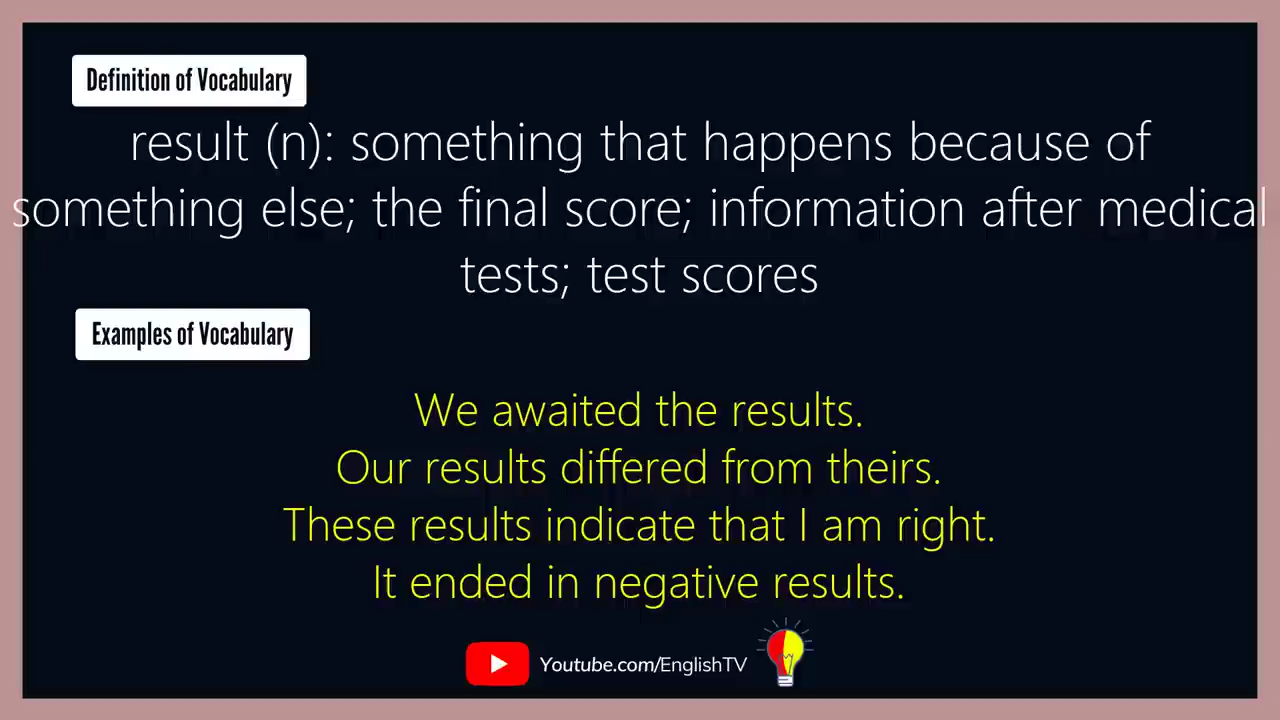 Definition of Vocabulary
result (n): something that happens because of
something else; the final score; information after medical
tests; test scores
Examples of Vocabulary
We awaited the results.
Our results differed from theirs.
These results indicate that I am right.
It ended in negative results.
Youtube.com/EnglishTV